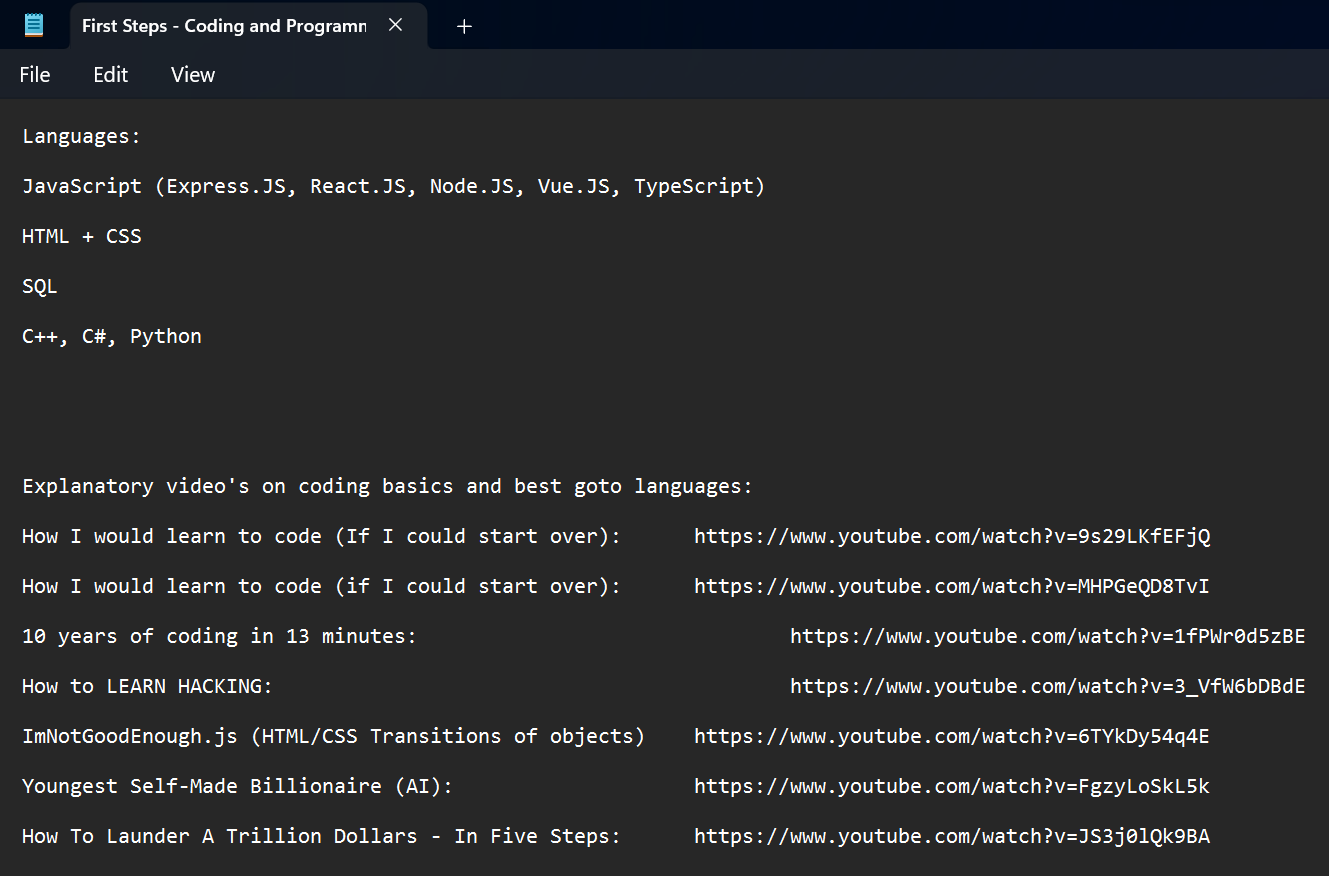 First Steps - Coding and Programm
File Edit View
Languages:
JavaScript (Express.JS, React.JS, Node.JS, Vue.JS, TypeScript)
HTML + CSS
SQL
C++, C#, Python
Explanatory video's on coding basics and best goto languages:
How I would learn to code (If I could start over): https://www.youtube.com/watch?v=9s29LKfEFjQ
How I would learn to code (if I could start over): https://www.youtube.com/watch?v=MHPGeQD8TvI
10 years of coding in 13 minutes: https://www.youtube.com/watch?v=1fPWr0d5zBE
How to LEARN HACKING: https://www.youtube.com/watch?v=3_VfW6bDBdE
ImNotGoodEnough.js (HTML/CSS Transitions of objects) https://www.youtube.com/watch?v=6TYkDy54q4E
Youngest Self-Made Billionaire (AI): https://www.youtube.com/watch?v=FgzyLoSkL5k
How To Launder A Trillion Dollars - In Five Steps: https://www.youtube.com/watch?v=JS3j0lQk9BA